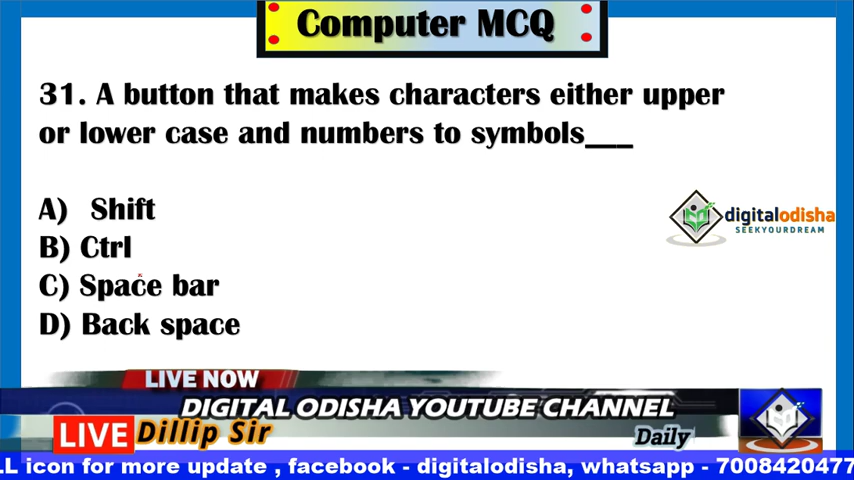 Computer MCQ
31. A button that makes characters either upper
or lower case and numbers to symbols___
A) Shift
B) Ctrl
C) Space bar
D) Back space
digitalodisha
SEEKYOURDREAM
LIVE NOW
DIGITAL ODISHA YOUTUBE CHANNEL
LIVE Dillip Sir
Daily
LL icon for more update , facebook - digitalodisha, whatsapp - 7008420477